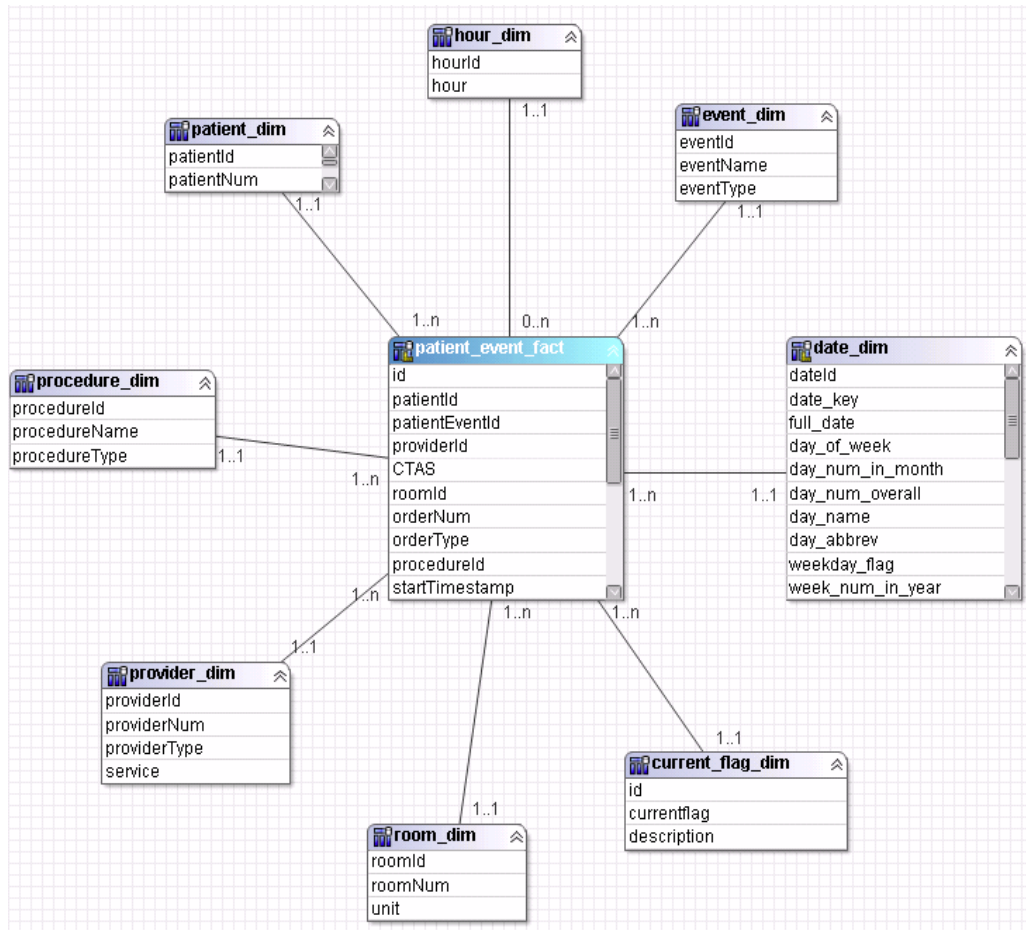 hour_dim
hourId
hour
1..1
event_dim
eventId
eventName
eventType
1..1
patient_dim
patientId
patientNum
1..1
1..n
0..n
1..n
patient_event_fact
id
patientId
patientEventId
providerId
CTAS
roomId
orderNum
orderType
procedureId
startTimestamp
date_dim
dateId
date_key
full_date
day_of_week
day_num_in_month
day_num_overall
day_name
day_abbrev
weekday_flag
week_num_in_year
1..n
1..1
procedure_dim
procedureId
procedureName
procedureType
1..1
1..n
1..n
1..1
provider_dim
providerId
providerNum
providerType
service
1..n
1..1
room_dim
roomId
roomNum
unit
1..n
1..1
current_flag_dim
id
currentflag
description